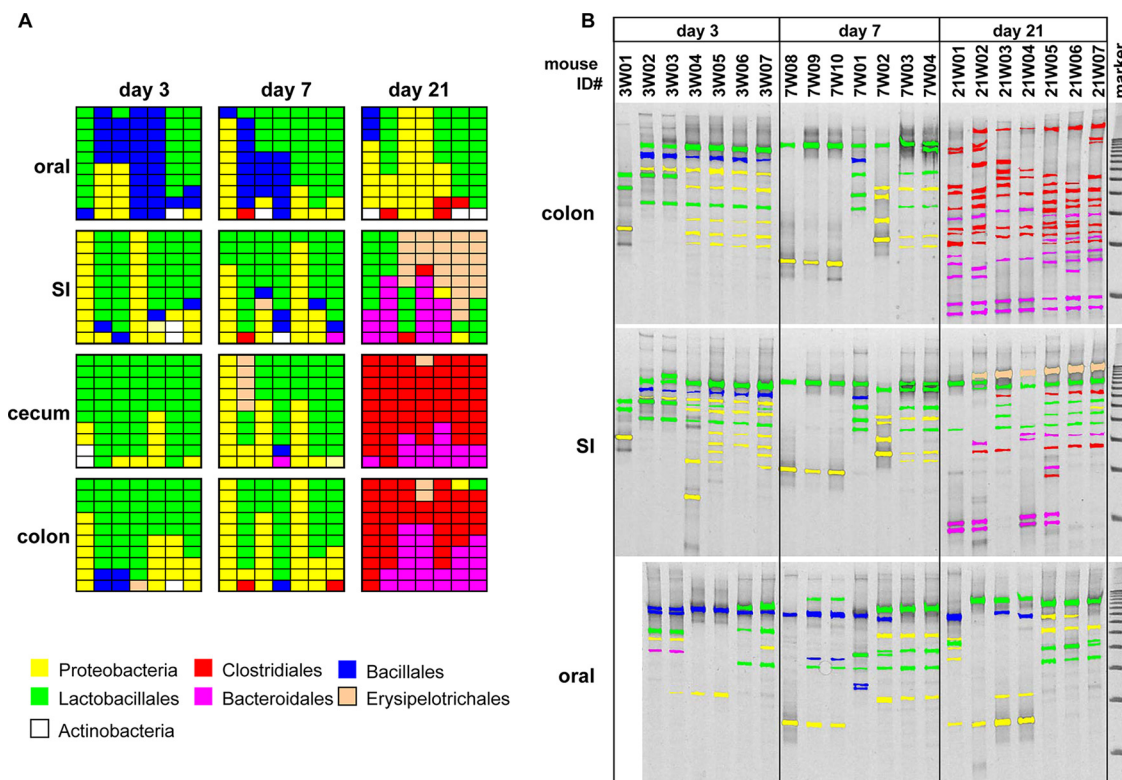 A
day 3 day 7 day 21
oral
SI
cecum
colon
Proteobacteria Clostridiales Bacillales
Lactobacillales Bacteroidales Erysipelotrichales
Actinobacteria
B
day 3 day 7 day 21
mouse
ID#
3W01 3W02 3W03 3W04 3W05 3W06 3W07 7W08 7W09 7W10 7W01 7W02 7W03 7W04 21W01 21W02 21W03 21W04 21W05 21W06 21W07 marker
colon
SI
oral